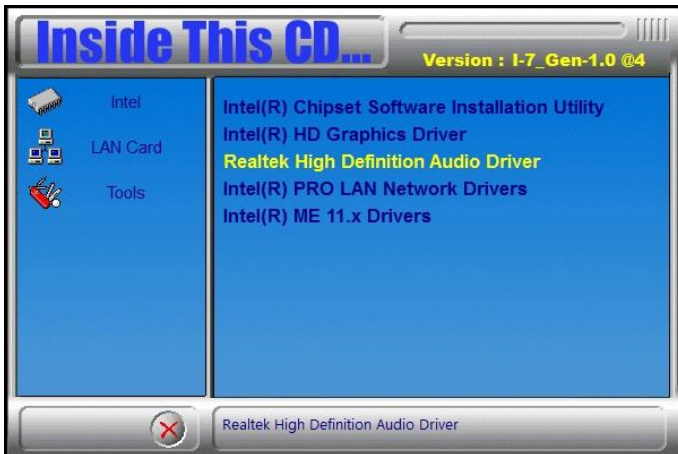 Inside This CD...
Version : I-7_Gen-1.0 @4
Intel
LAN Card
Tools
Intel(R) Chipset Software Installation Utility
Intel(R) HD Graphics Driver
Realtek High Definition Audio Driver
Intel(R) PRO LAN Network Drivers
Intel(R) ME 11.x Drivers
Realtek High Definition Audio Driver